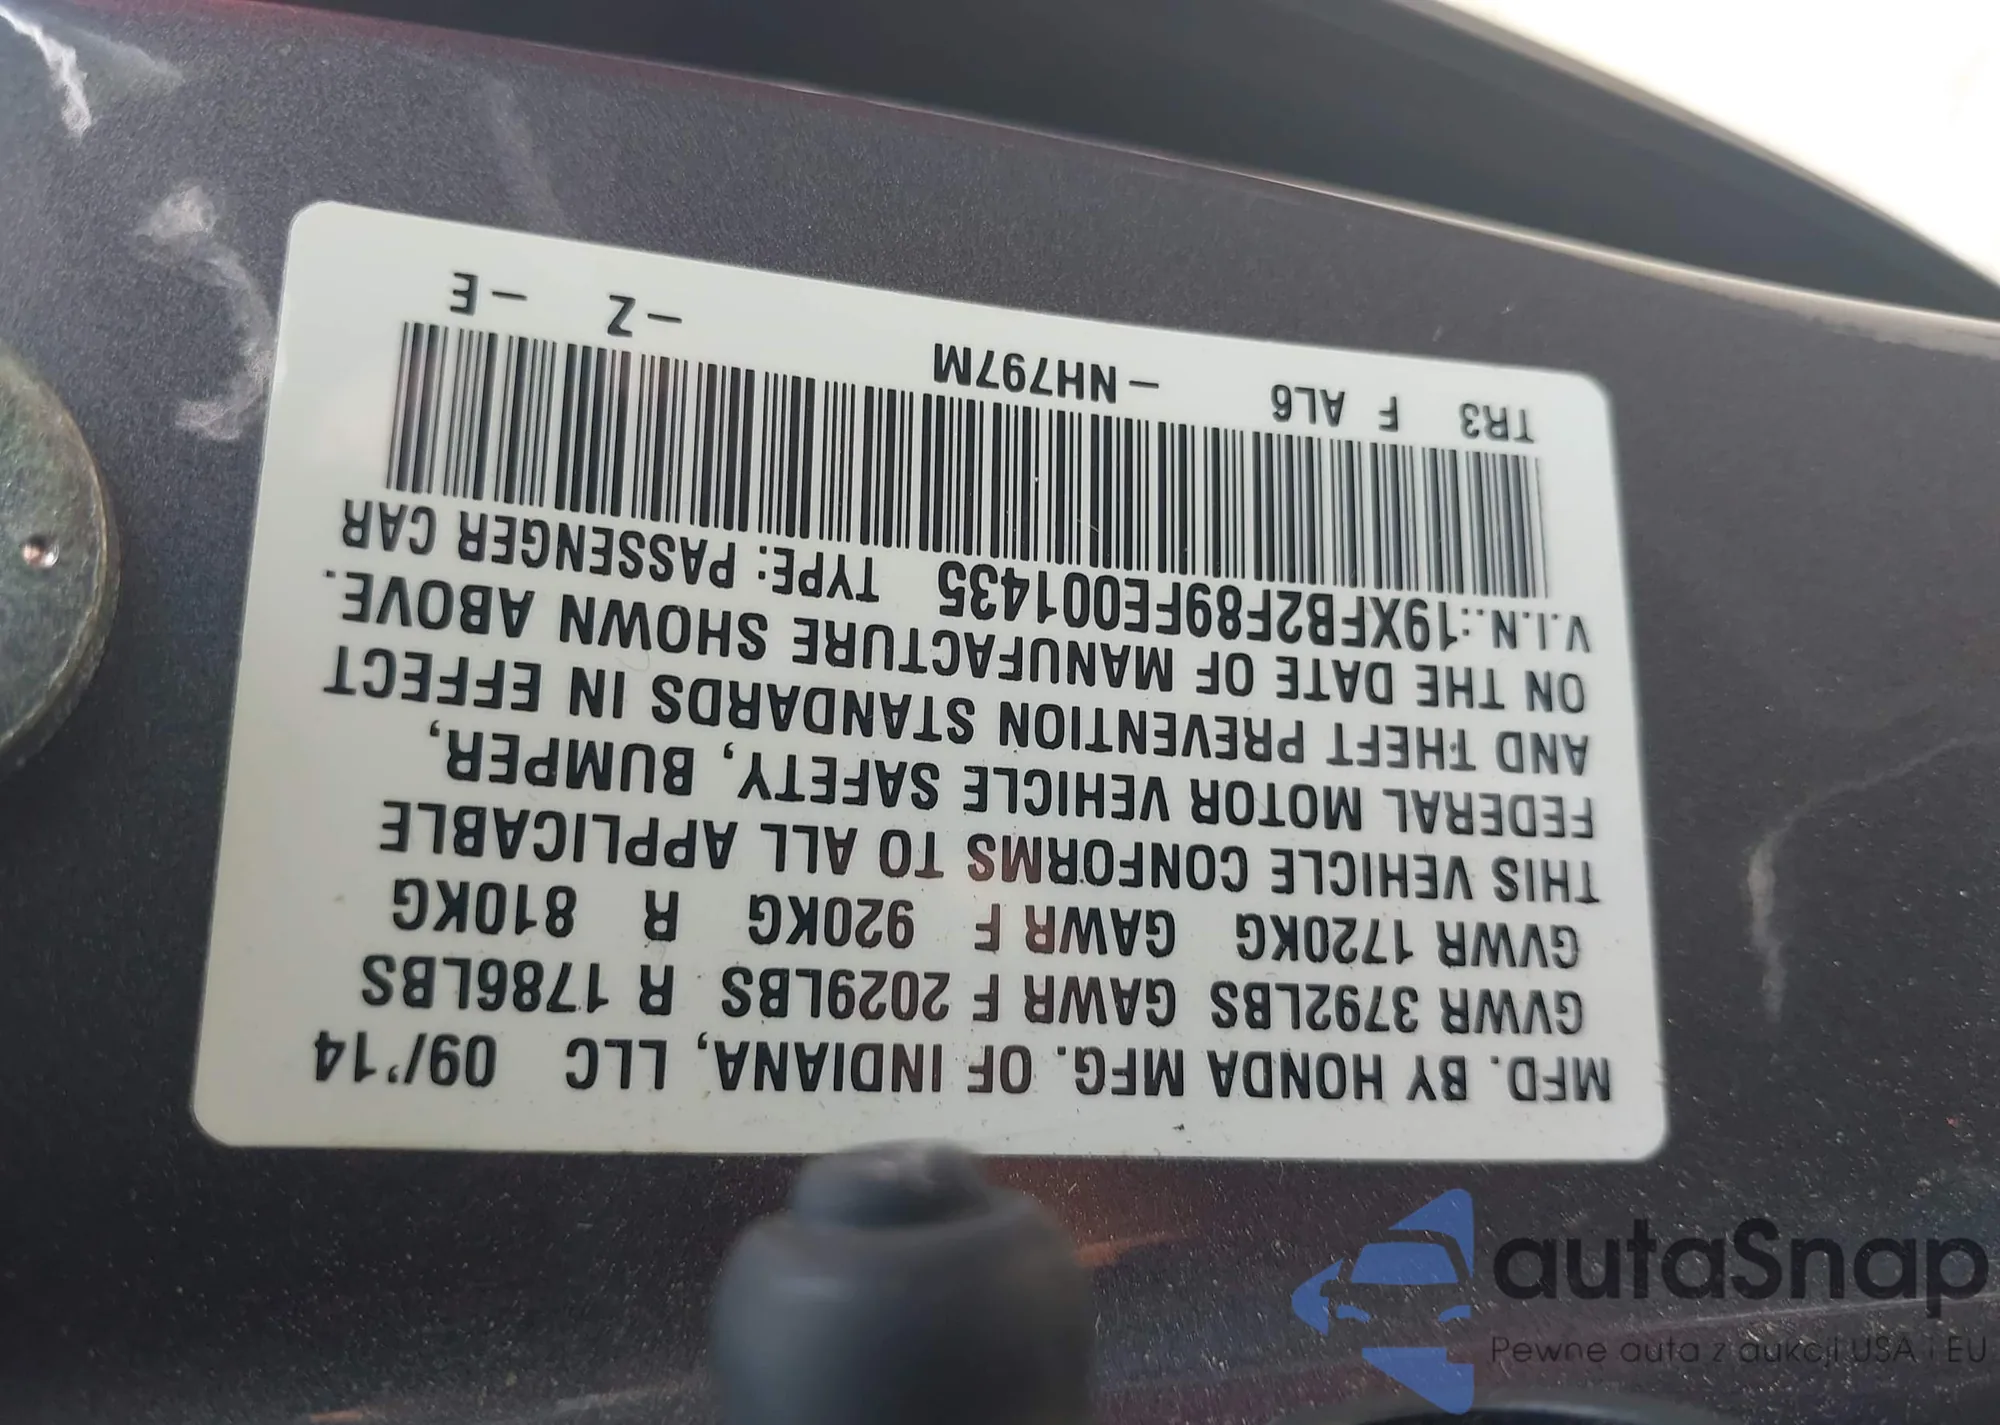 MFD. BY HONDA MFG. OF INDIANA, LLC 09/'14
GVWR 3792LBS GAWR F 2029LBS R 1786LBS
GVWR 1720KG GAWR F 920KG R 810KG
THIS VEHICLE CONFORMS TO ALL APPLICABLE
FEDERAL MOTOR VEHICLE SAFETY, BUMPER,
AND THEFT PREVENTION STANDARDS IN EFFECT
ON THE DATE OF MANUFACTURE SHOWN ABOVE.
V.I.N.:19XFB2F89FE001435 TYPE: PASSENGER CAR
TR3 F AL6 –NH797M –Z –E
autaSnap
Pewne auta z aukcji USA i EU